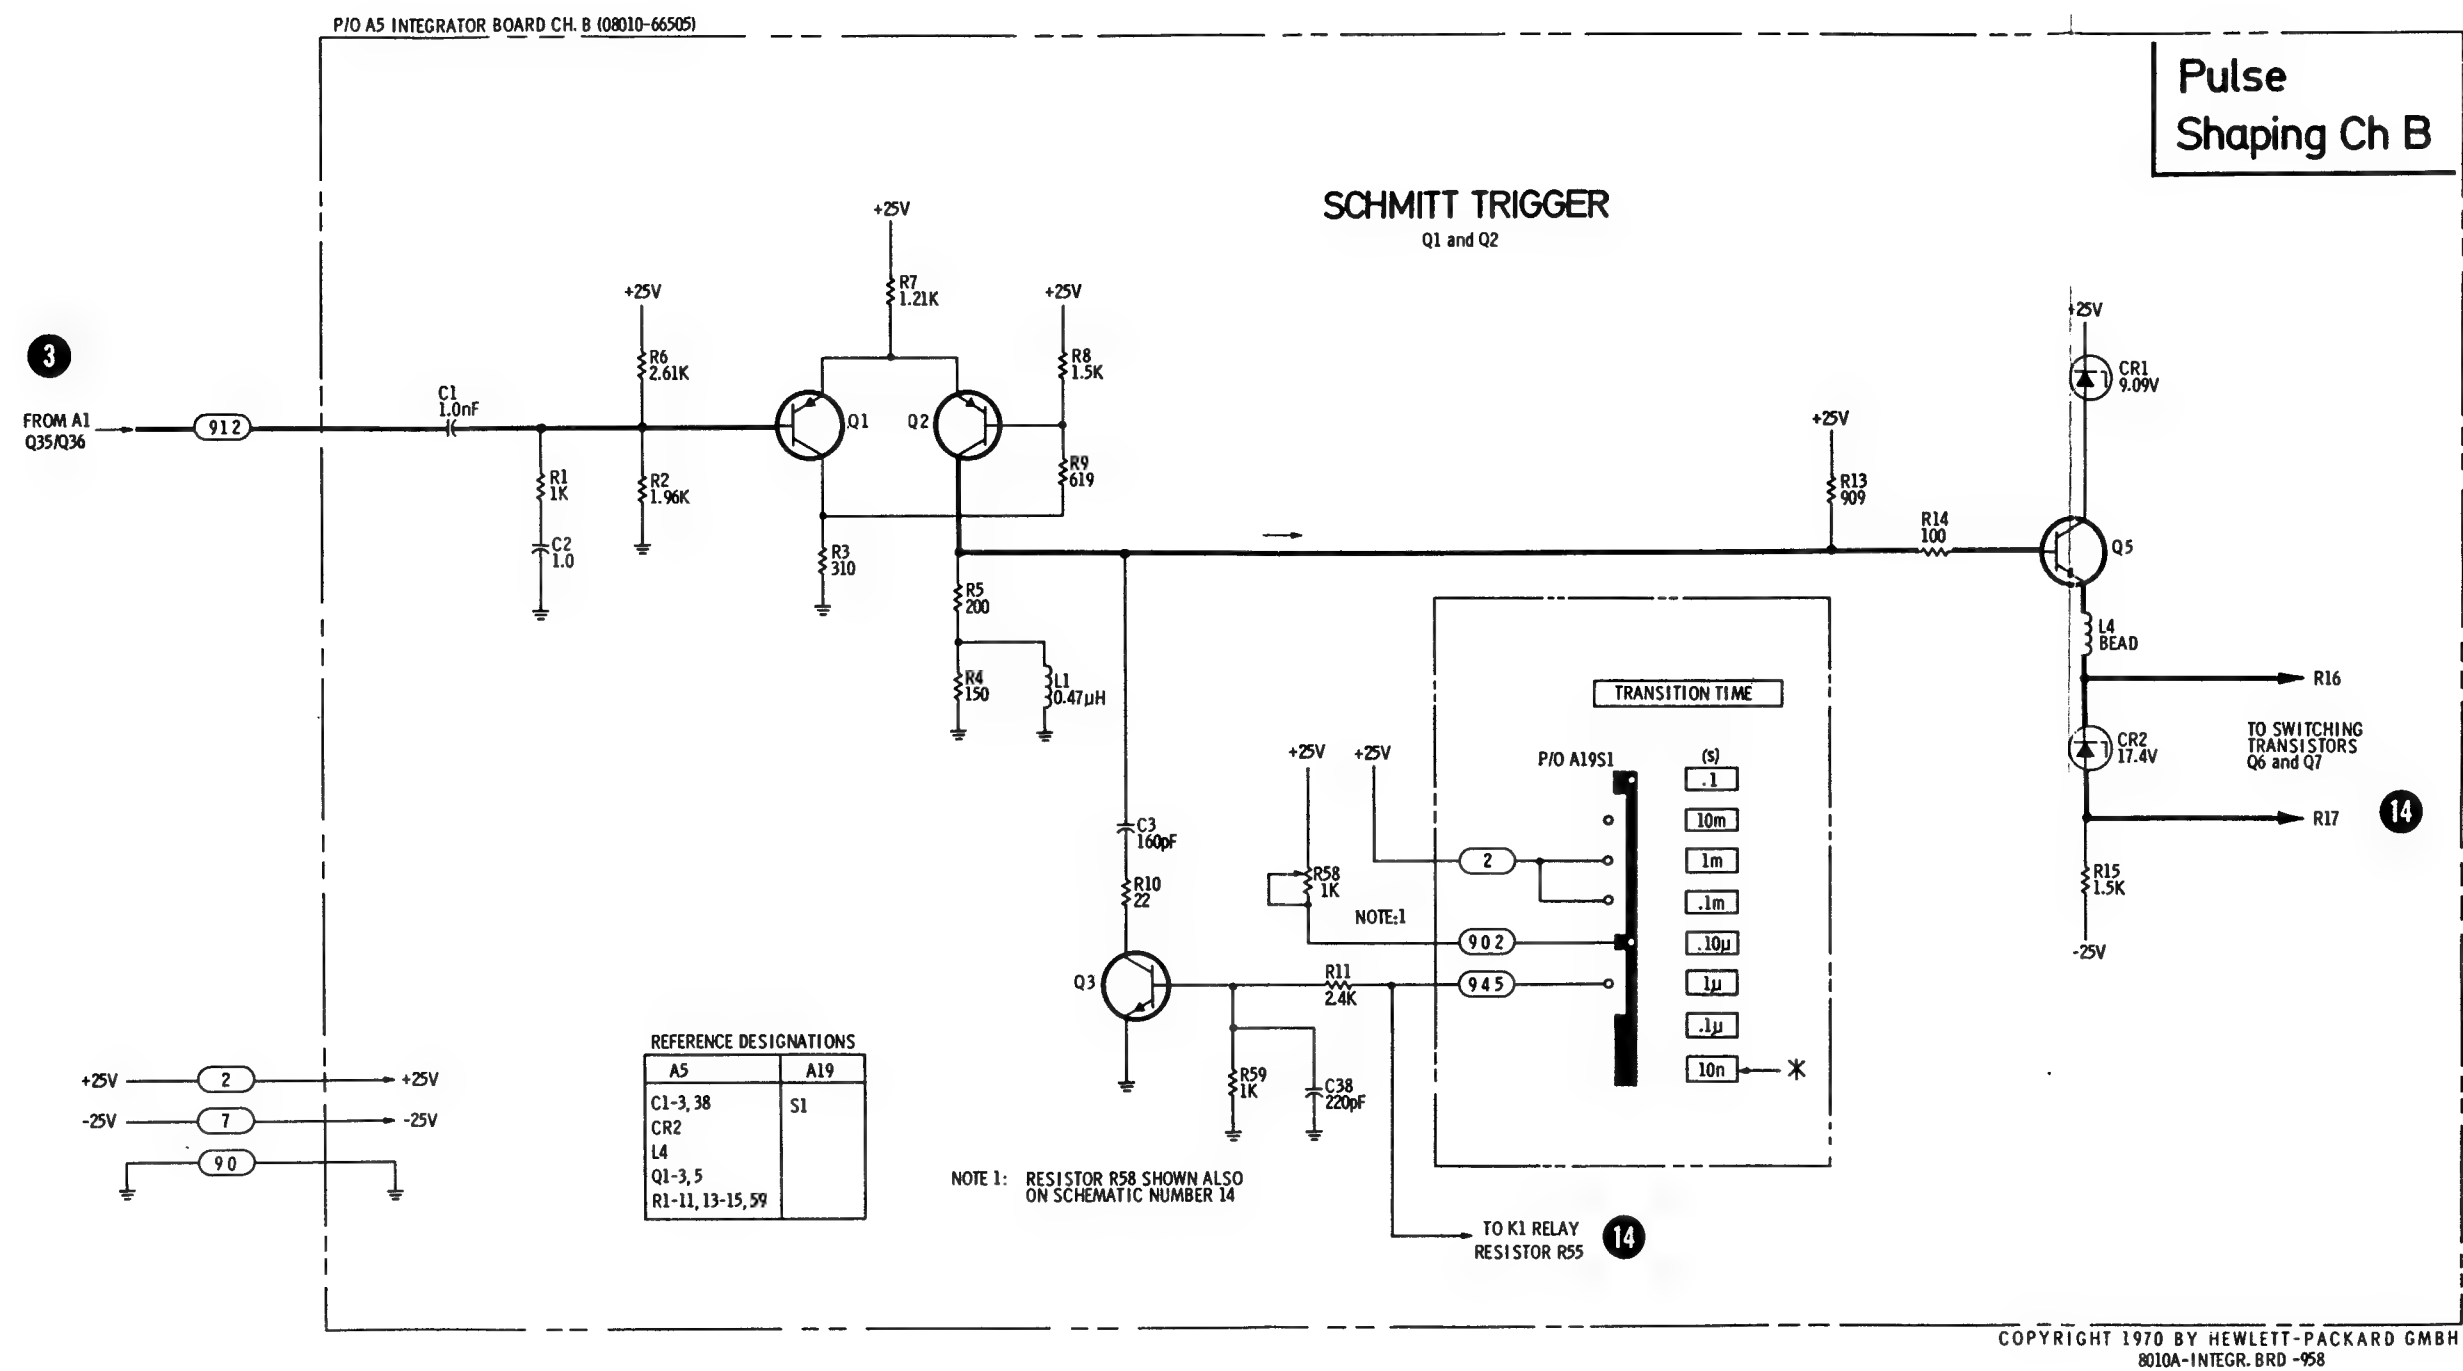 P/O A5 INTEGRATOR BOARD CH. B (08010-66505)
Pulse
Shaping Ch B
SCHMITT TRIGGER
Q1 and Q2
3
FROM A1
Q35/Q36
912
C1
1.0nF
R1
1K
C2
1.0
+25V
R6
2.61K
R2
1.96K
+25V
R7
1.21K
Q1
Q2
+25V
R8
1.5K
R9
619
R3
310
R5
200
R4
150
L1
0.47µH
C3
160pF
R10
22
Q3
+25V
R13
909
R14
100
+25V
CR1
9.09V
Q5
L4
BEAD
R16
TO SWITCHING
TRANSISTORS
Q6 and Q7
CR2
17.4V
14
R17
R15
1.5K
-25V
TRANSITION TIME
P/O A19S1
(s)
.1
10m
1m
.1m
.10µ
1µ
.1µ
10n
+25V
+25V
2
R58
1K
NOTE:1
902
945
R11
2.4K
R59
1K
C38
220pF
TO K1 RELAY
RESISTOR R55
14
+25V
2
+25V
-25V
7
-25V
90
REFERENCE DESIGNATIONS
A5
A19
C1-3, 38
S1
CR2
L4
Q1-3, 5
R1-11, 13-15, 59
NOTE 1: RESISTOR R58 SHOWN ALSO
ON SCHEMATIC NUMBER 14
COPYRIGHT 1970 BY HEWLETT-PACKARD GMBH
8010A-INTEGR. BRD -958